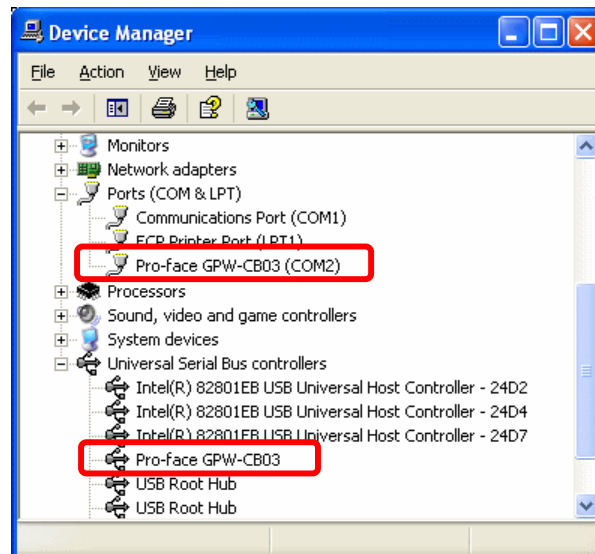 Device Manager
File Action View Help
Monitors
Network adapters
Ports (COM & LPT)
Communications Port (COM1)
ECP Printer Port (LPT1)
Pro-face GPW-CB03 (COM2)
Processors
Sound, video and game controllers
System devices
Universal Serial Bus controllers
Intel(R) 82801EB USB Universal Host Controller - 24D2
Intel(R) 82801EB USB Universal Host Controller - 24D4
Intel(R) 82801EB USB Universal Host Controller - 24D7
Pro-face GPW-CB03
USB Root Hub
USB Root Hub